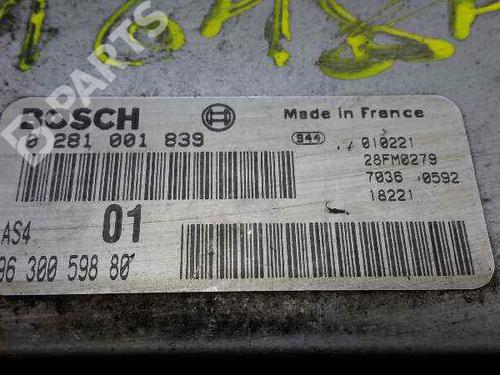 B PARTS
BOSCH
Made in France
0 281 001 839
944
010221
28FM0279
7036 0592
18221
AS4
01
96 300 598 80